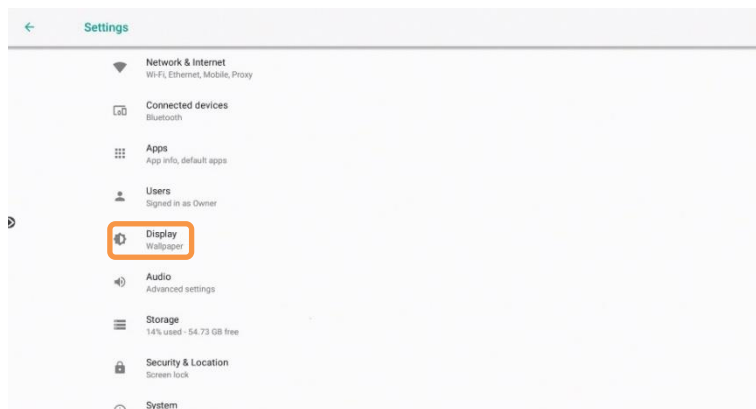 Settings
Network & Internet
Wi-Fi, Ethernet, Mobile, Proxy
Connected devices
Bluetooth
Apps
App info, default apps
Users
Signed in as Owner
Display
Wallpaper
Audio
Advanced settings
Storage
14% used - 54.73 GB free
Security & Location
Screen lock
System